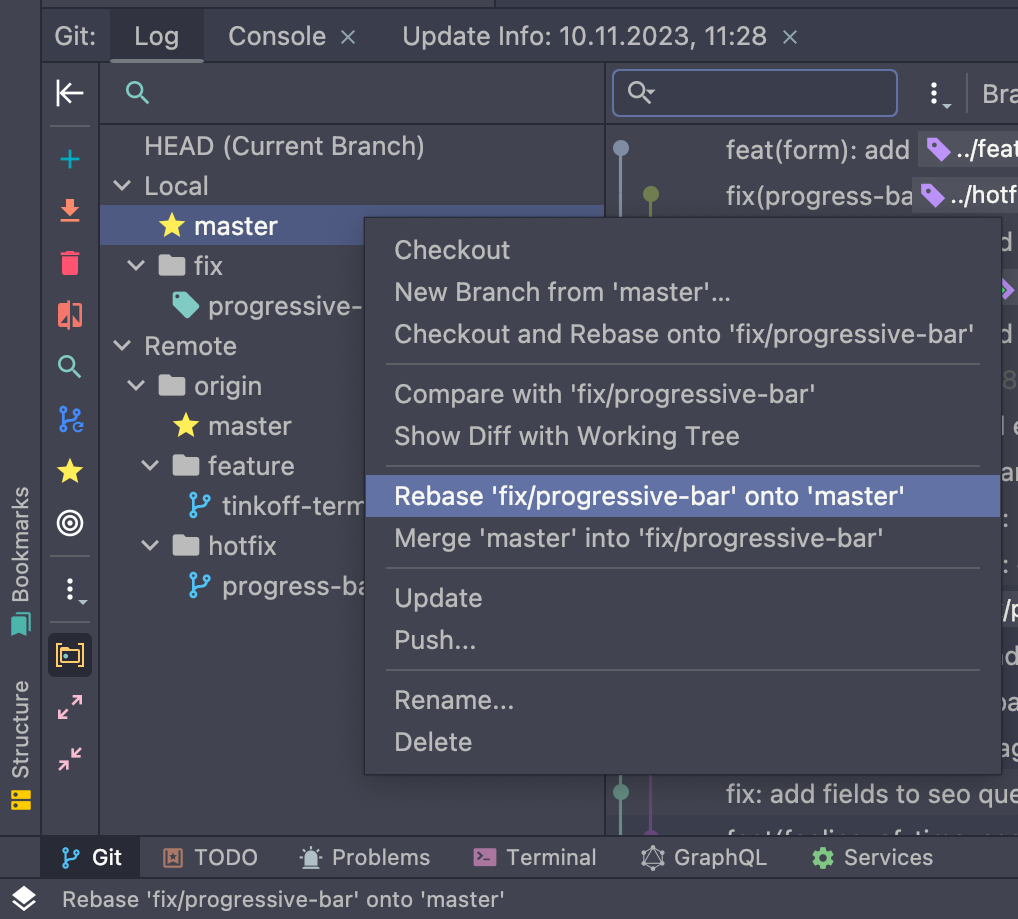 Git:
Log
Console
Update Info: 10.11.2023, 11:28
HEAD (Current Branch)
Local
master
fix
progressive-
Remote
origin
master
feature
tinkoff-term
hotfix
progress-ba
Bra
feat(form): add
../feat
fix(progress-ba
../hotf
Checkout
New Branch from 'master'...
Checkout and Rebase onto 'fix/progressive-bar'
Compare with 'fix/progressive-bar'
Show Diff with Working Tree
Rebase 'fix/progressive-bar' onto 'master'
Merge 'master' into 'fix/progressive-bar'
Update
Push...
Rename...
Delete
fix: add fields to seo que
Bookmarks
Structure
Git
TODO
Problems
Terminal
GraphQL
Services
Rebase 'fix/progressive-bar' onto 'master'